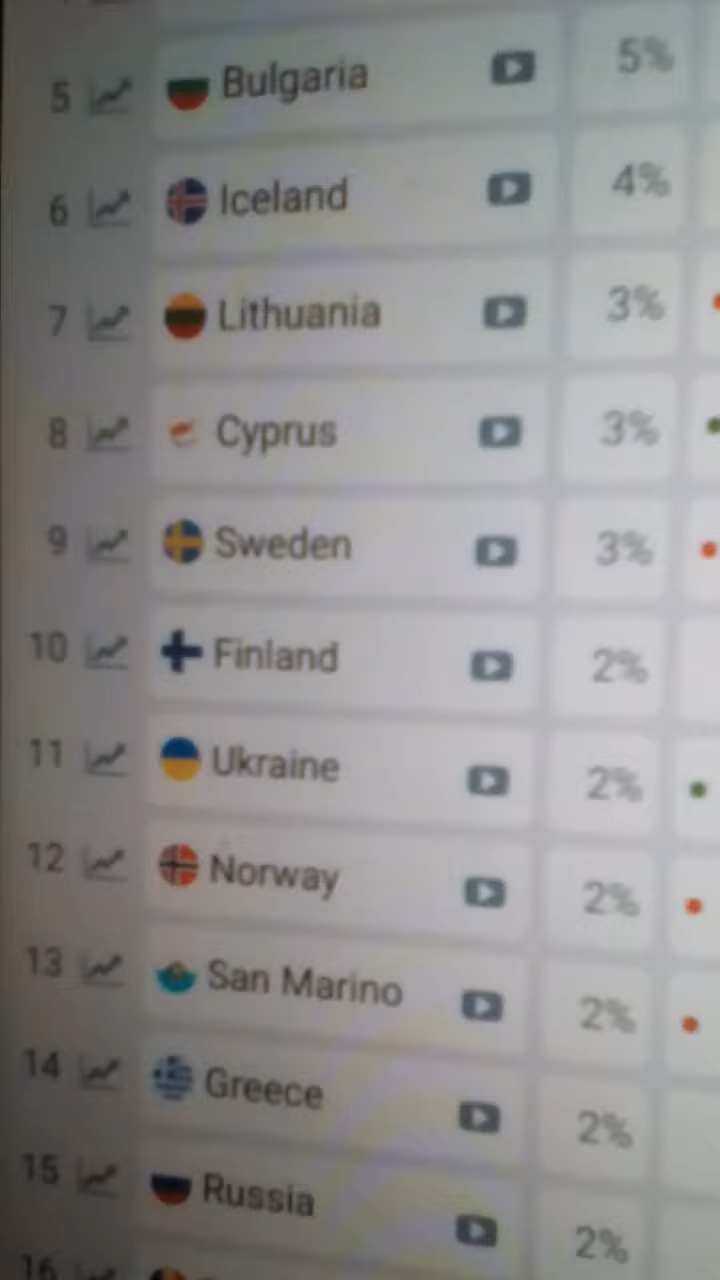 5 Bulgaria 5%
6 Iceland 4%
7 Lithuania 3%
8 Cyprus 3%
9 Sweden 3%
10 Finland 2%
11 Ukraine 2%
12 Norway 2%
13 San Marino 2%
14 Greece 2%
15 Russia 2%
16